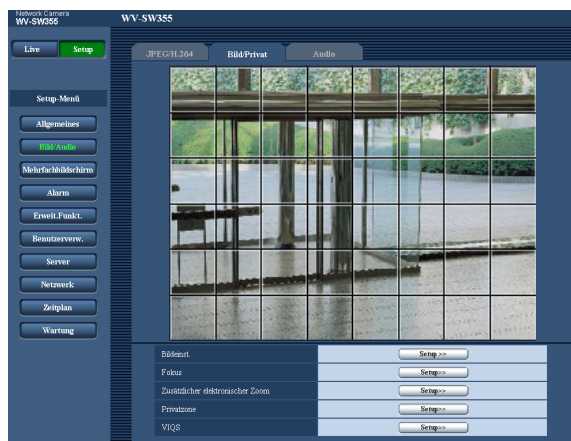 Network Camera
WV-SW355
WV-SW355
Live
Setup
JPEG/H.264
Bild/Privat
Audio
Setup-Menü
Allgemeines
Bild/Audio
Mehrfachbildschirm
Alarm
Erweit.Funkt.
Benutzerverw.
Server
Netzwerk
Zeitplan
Wartung
Bildeinst.
Setup >>
Fokus
Setup>>
Zusätzlicher elektronischer Zoom
Setup>>
Privatzone
Setup>>
VIQS
Setup>>